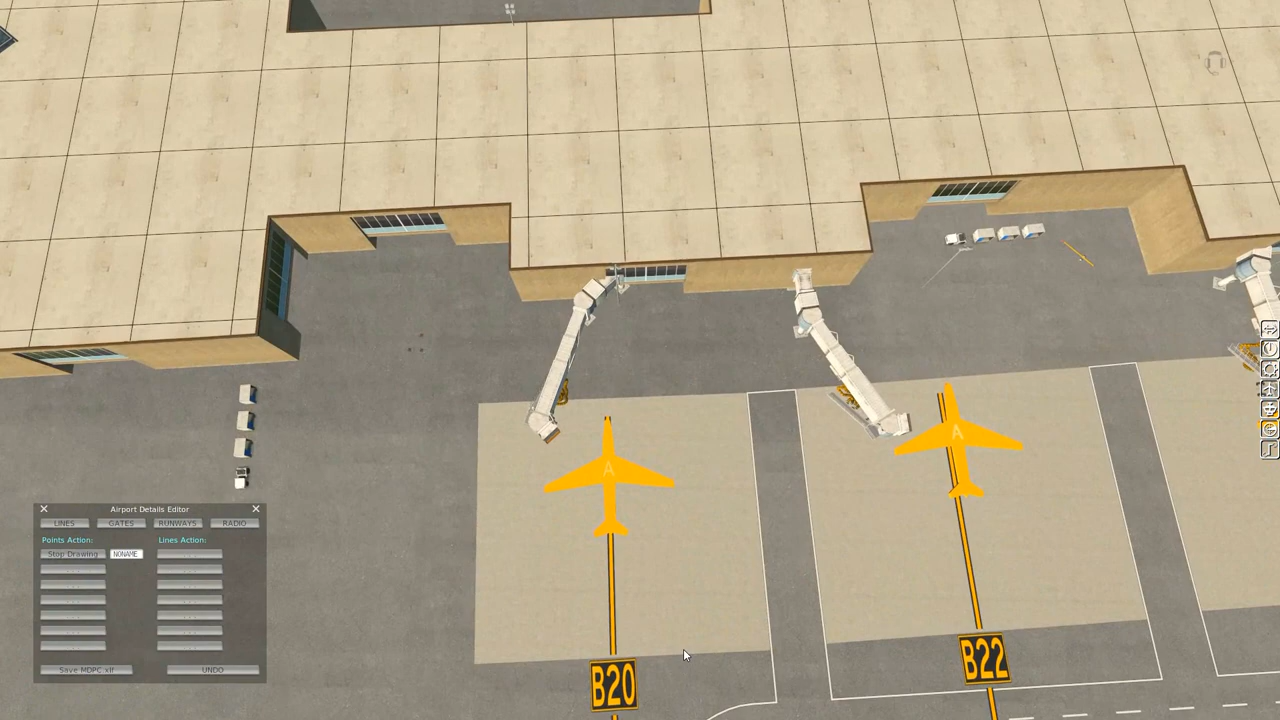 A
A
Airport Details Editor
LINES GATES RUNWAYS RADIO
Points Action: Lines Action:
Stop Drawing NONAME
Save MDPC.xlf UNDO
B20
B22